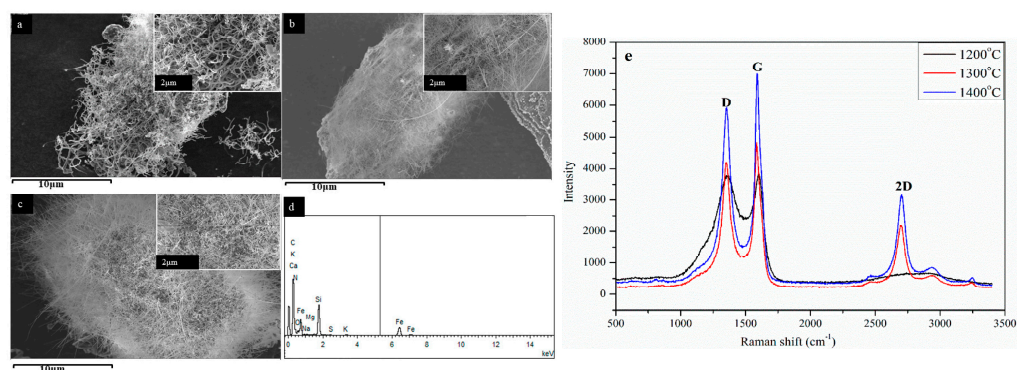 a
2µm
10µm
b
2µm
10µm
c
2µm
10µm
d
C
K
Ca
N
Fe
O
Na
Mg
Si
S
K
Fe
Fe
0
2
4
6
8
10
12
14
keV
e
D
G
2D
1200°C
1300°C
1400°C
Intensity
8000
7000
6000
5000
4000
3000
2000
1000
0
500
1000
1500
2000
2500
3000
3500
Raman shift (cm⁻¹)